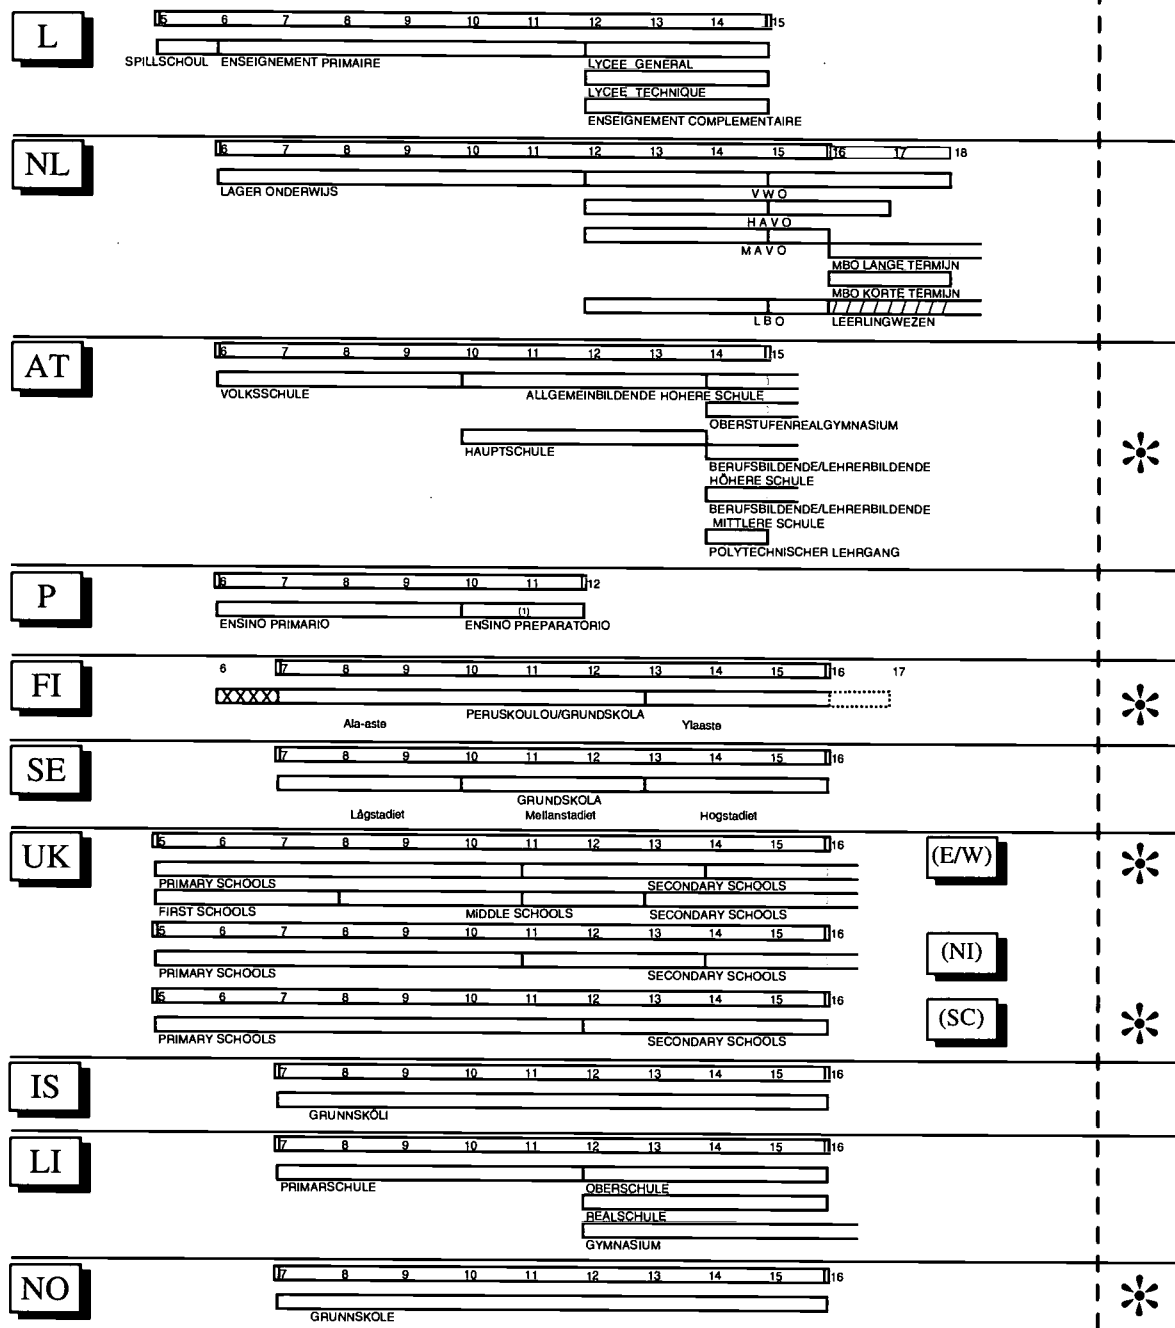 L
5 6 7 8 9 10 11 12 13 14 15
SPILLSCHOUL ENSEIGNEMENT PRIMAIRE LYCEE GENERAL
LYCEE TECHNIQUE
ENSEIGNEMENT COMPLEMENTAIRE
NL
6 7 8 9 10 11 12 13 14 15 16 17 18
LAGER ONDERWIJS VWO
HAVO
MAVO
MBO LANGE TERMIJN
MBO KORTE TERMIJN
LBO LEERLINGWEZEN
AT
6 7 8 9 10 11 12 13 14 15
VOLKSSCHULE ALLGEMEINBILDENDE HÖHERE SCHULE
OBERSTUFENREALGYMNASIUM
HAUPTSCHULE
BERUFSBILDENDE/LEHRERBILDENDE
HÖHERE SCHULE
BERUFSBILDENDE/LEHRERBILDENDE
MITTLERE SCHULE
POLYTECHNISCHER LEHRGANG
*
P
6 7 8 9 10 11 12
(1)
ENSINO PRIMARIO ENSINO PREPARATORIO
FI
6 7 8 9 10 11 12 13 14 15 16 17
XXXX
PERUSKOULOU/GRUNDSKOLA
Ala-aste Ylaaste
*
SE
7 8 9 10 11 12 13 14 15 16
GRUNDSKOLA
Lågstadiet Mellanstadiet Hogstadiet
UK
5 6 7 8 9 10 11 12 13 14 15 16
(E/W)
*
PRIMARY SCHOOLS SECONDARY SCHOOLS
FIRST SCHOOLS MIDDLE SCHOOLS SECONDARY SCHOOLS
5 6 7 8 9 10 11 12 13 14 15 16
(NI)
PRIMARY SCHOOLS SECONDARY SCHOOLS
5 6 7 8 9 10 11 12 13 14 15 16
(SC)
*
PRIMARY SCHOOLS SECONDARY SCHOOLS
IS
7 8 9 10 11 12 13 14 15 16
GRUNNSKÓLI
LI
7 8 9 10 11 12 13 14 15 16
PRIMARSCHULE OBERSCHULE
REALSCHULE
GYMNASIUM
NO
7 8 9 10 11 12 13 14 15 16
GRUNNSKOLE
*